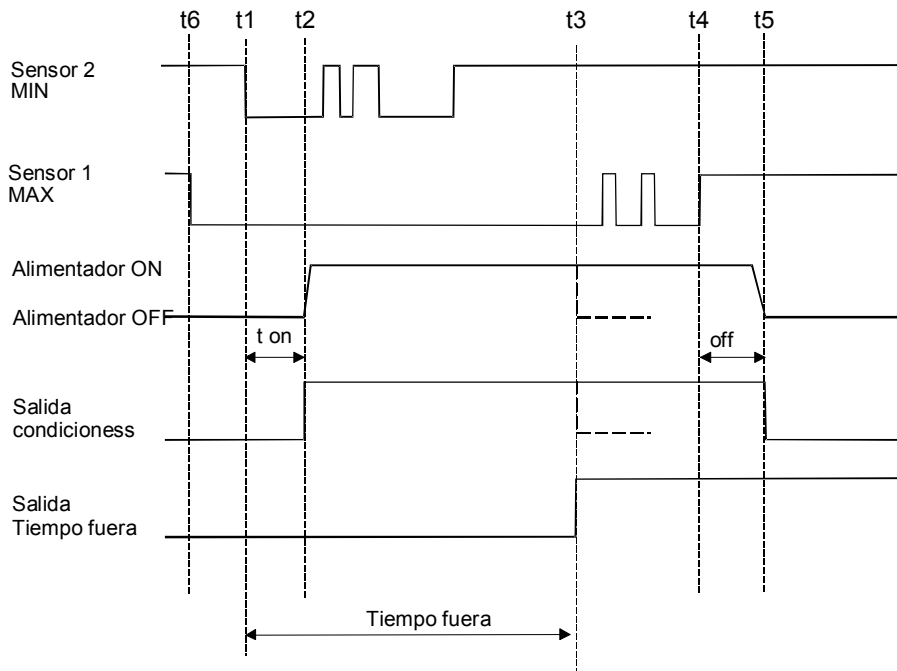 t6 t1 t2 t3 t4 t5
Sensor 2
MIN
Sensor 1
MAX
Alimentador ON
Alimentador OFF
t on
off
Salida
condicioness
Salida
Tiempo fuera
Tiempo fuera